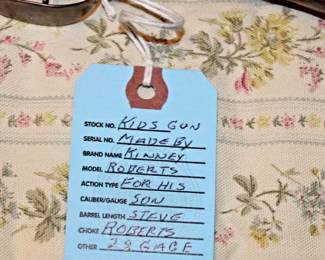 STOCK NO. KIDS GUN
SERIAL NO. MADE BY
BRAND NAME KINNEY
MODEL ROBERTS
ACTION TYPE FOR HIS
CALIBER/GAUGE SON
BARREL LENGTH STEVE
CHOKE ROBERTS
OTHER 28 GAGE